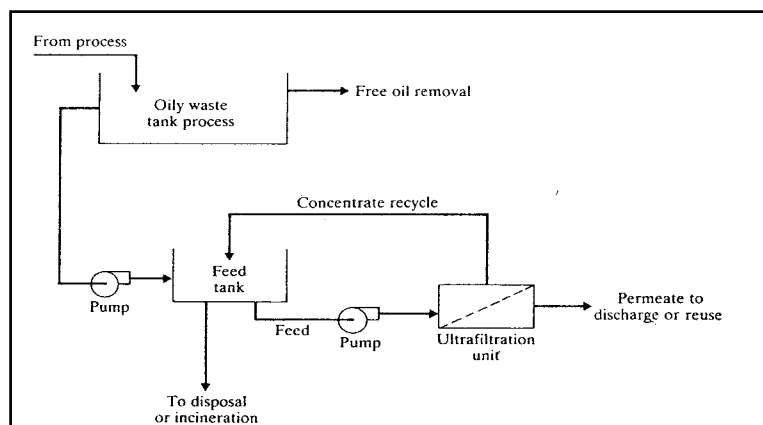 From process
Oily waste
tank process
Free oil removal
Concentrate recycle
Feed
tank
Pump
Feed
Pump
Ultrafiltration
unit
Permeate to
discharge or reuse
To disposal
or incineration